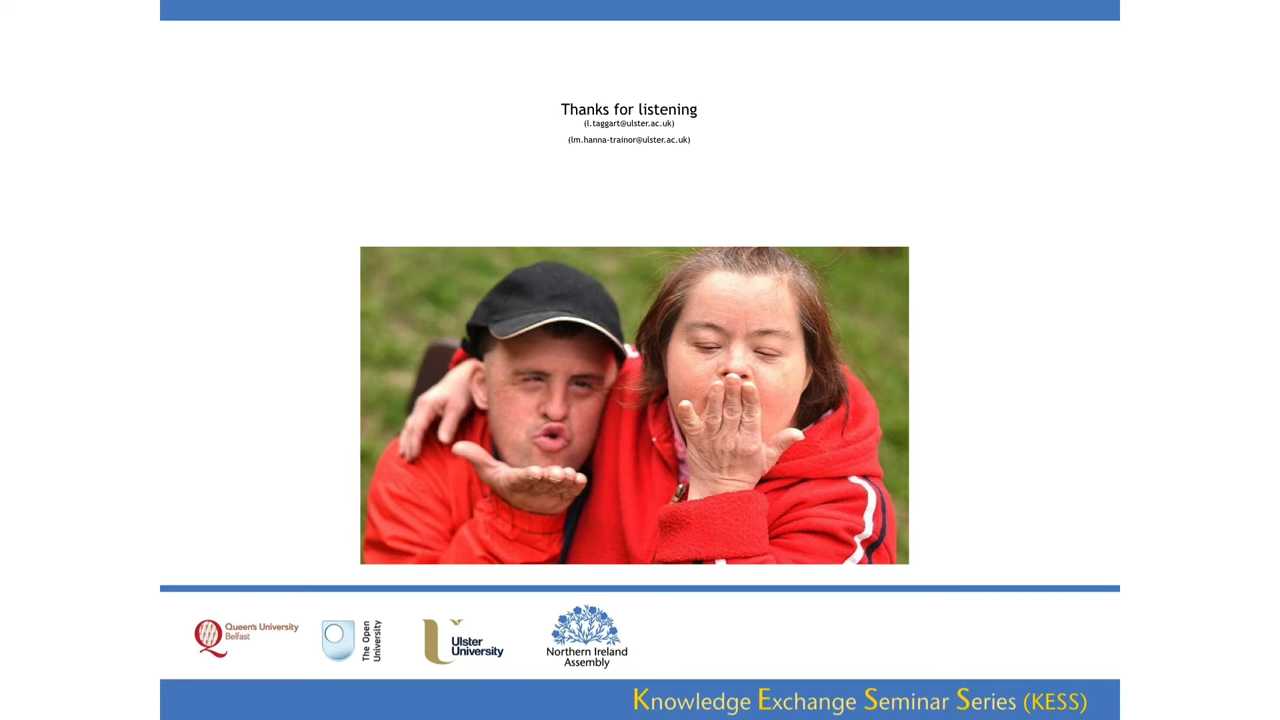 Thanks for listening
(l.taggart@ulster.ac.uk)
(lm.hanna-trainor@ulster.ac.uk)
Queen's University
Belfast
The Open
University
Ulster
University
Northern Ireland
Assembly
Knowledge Exchange Seminar Series (KESS)